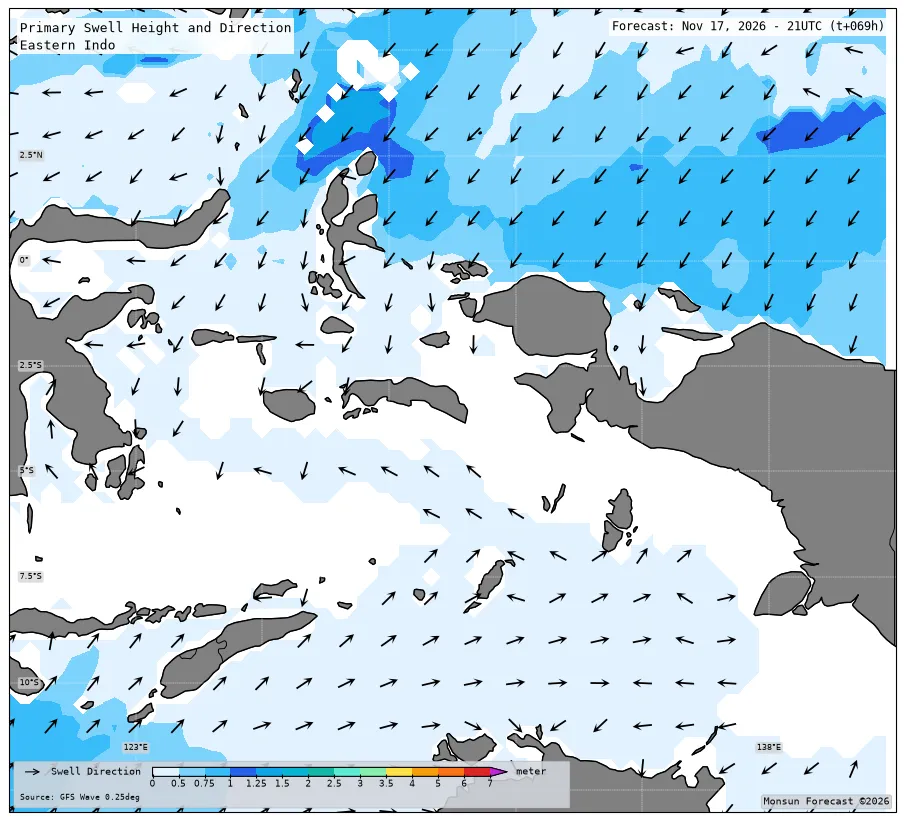 Primary Swell Height and Direction
Eastern Indo
Forecast: Nov 17, 2026 - 21UTC (t+069h)
2.5°N
0°
2.5°S
5°S
7.5°S
10°S
123°E
138°E
Swell Direction
meter
0 0.5 0.75 1 1.25 1.5 2 2.5 3 3.5 4 5 6 7
Source: GFS Wave 0.25deg
Monsun Forecast ©2026